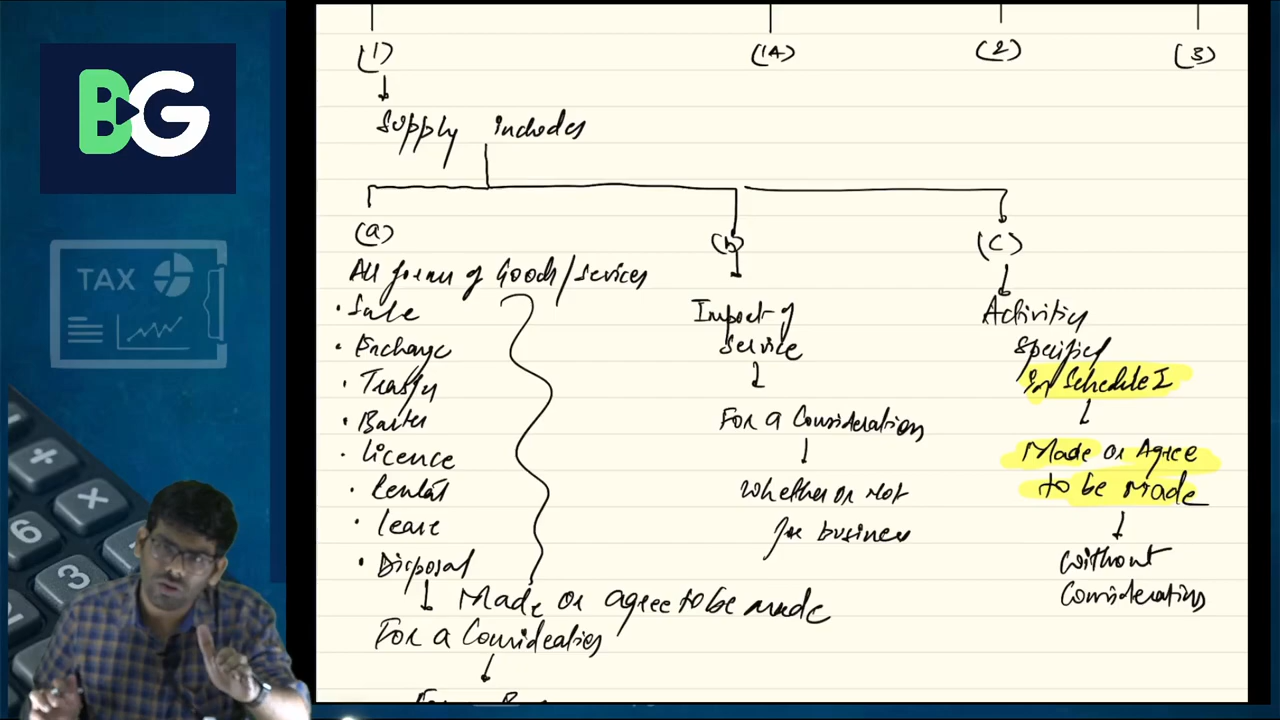 BG
TAX
(1)
(1A)
(2)
(3)
Supply includes
(a)
All forms of Goods/Services
• Sale
• Exchange
• Transfer
• Barter
• Licence
• Rental
• lease
• Disposal
Made or agree to be made
For a Consideration
(b)
Import of
Service
For a Consideration
Whether or Not
for business
(C)
Activities
Specified
in Schedule I
Made or Agree
to be Made
Without
Consideration